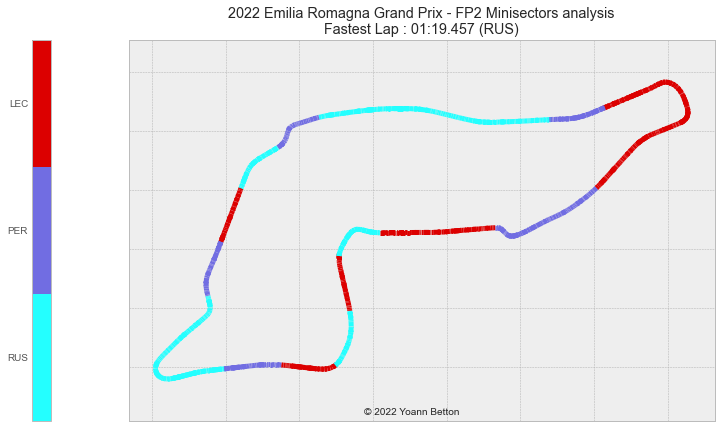 2022 Emilia Romagna Grand Prix - FP2 Minisectors analysis
Fastest Lap : 01:19.457 (RUS)
LEC
PER
RUS
© 2022 Yoann Betton